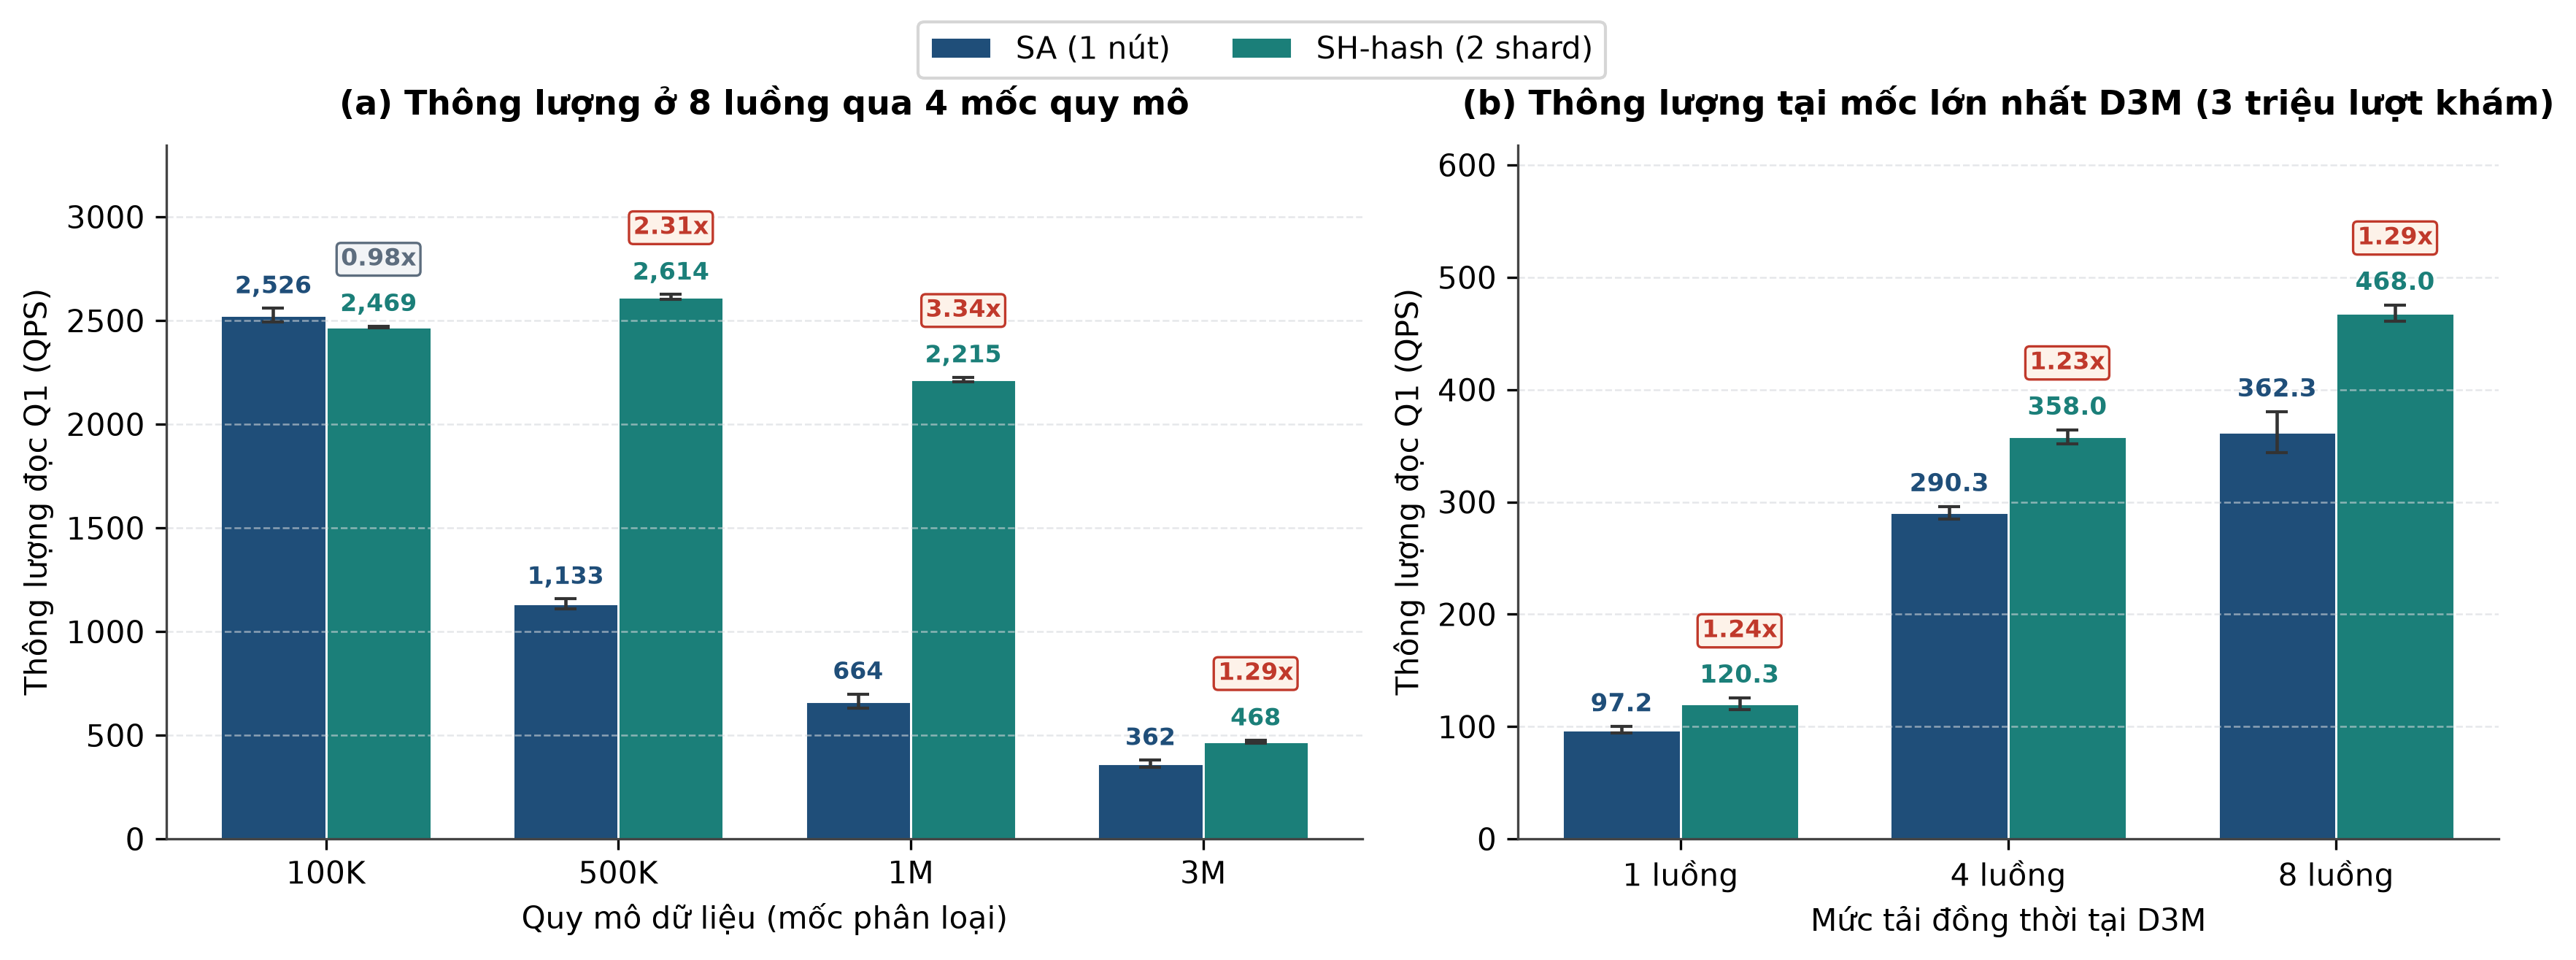 SA (1 nút)
SH-hash (2 shard)
(a) Thông lượng ở 8 luồng qua 4 mốc quy mô
Thông lượng đọc Q1 (QPS)
3000
2500
2000
1500
1000
500
0
2,526
0.98x
2,469
1,133
2.31x
2,614
664
3.34x
2,215
362
1.29x
468
100K
500K
1M
3M
Quy mô dữ liệu (mốc phân loại)
(b) Thông lượng tại mốc lớn nhất D3M (3 triệu lượt khám)
Thông lượng đọc Q1 (QPS)
600
500
400
300
200
100
0
97.2
1.24x
120.3
290.3
1.23x
358.0
362.3
1.29x
468.0
1 luồng
4 luồng
8 luồng
Mức tải đồng thời tại D3M